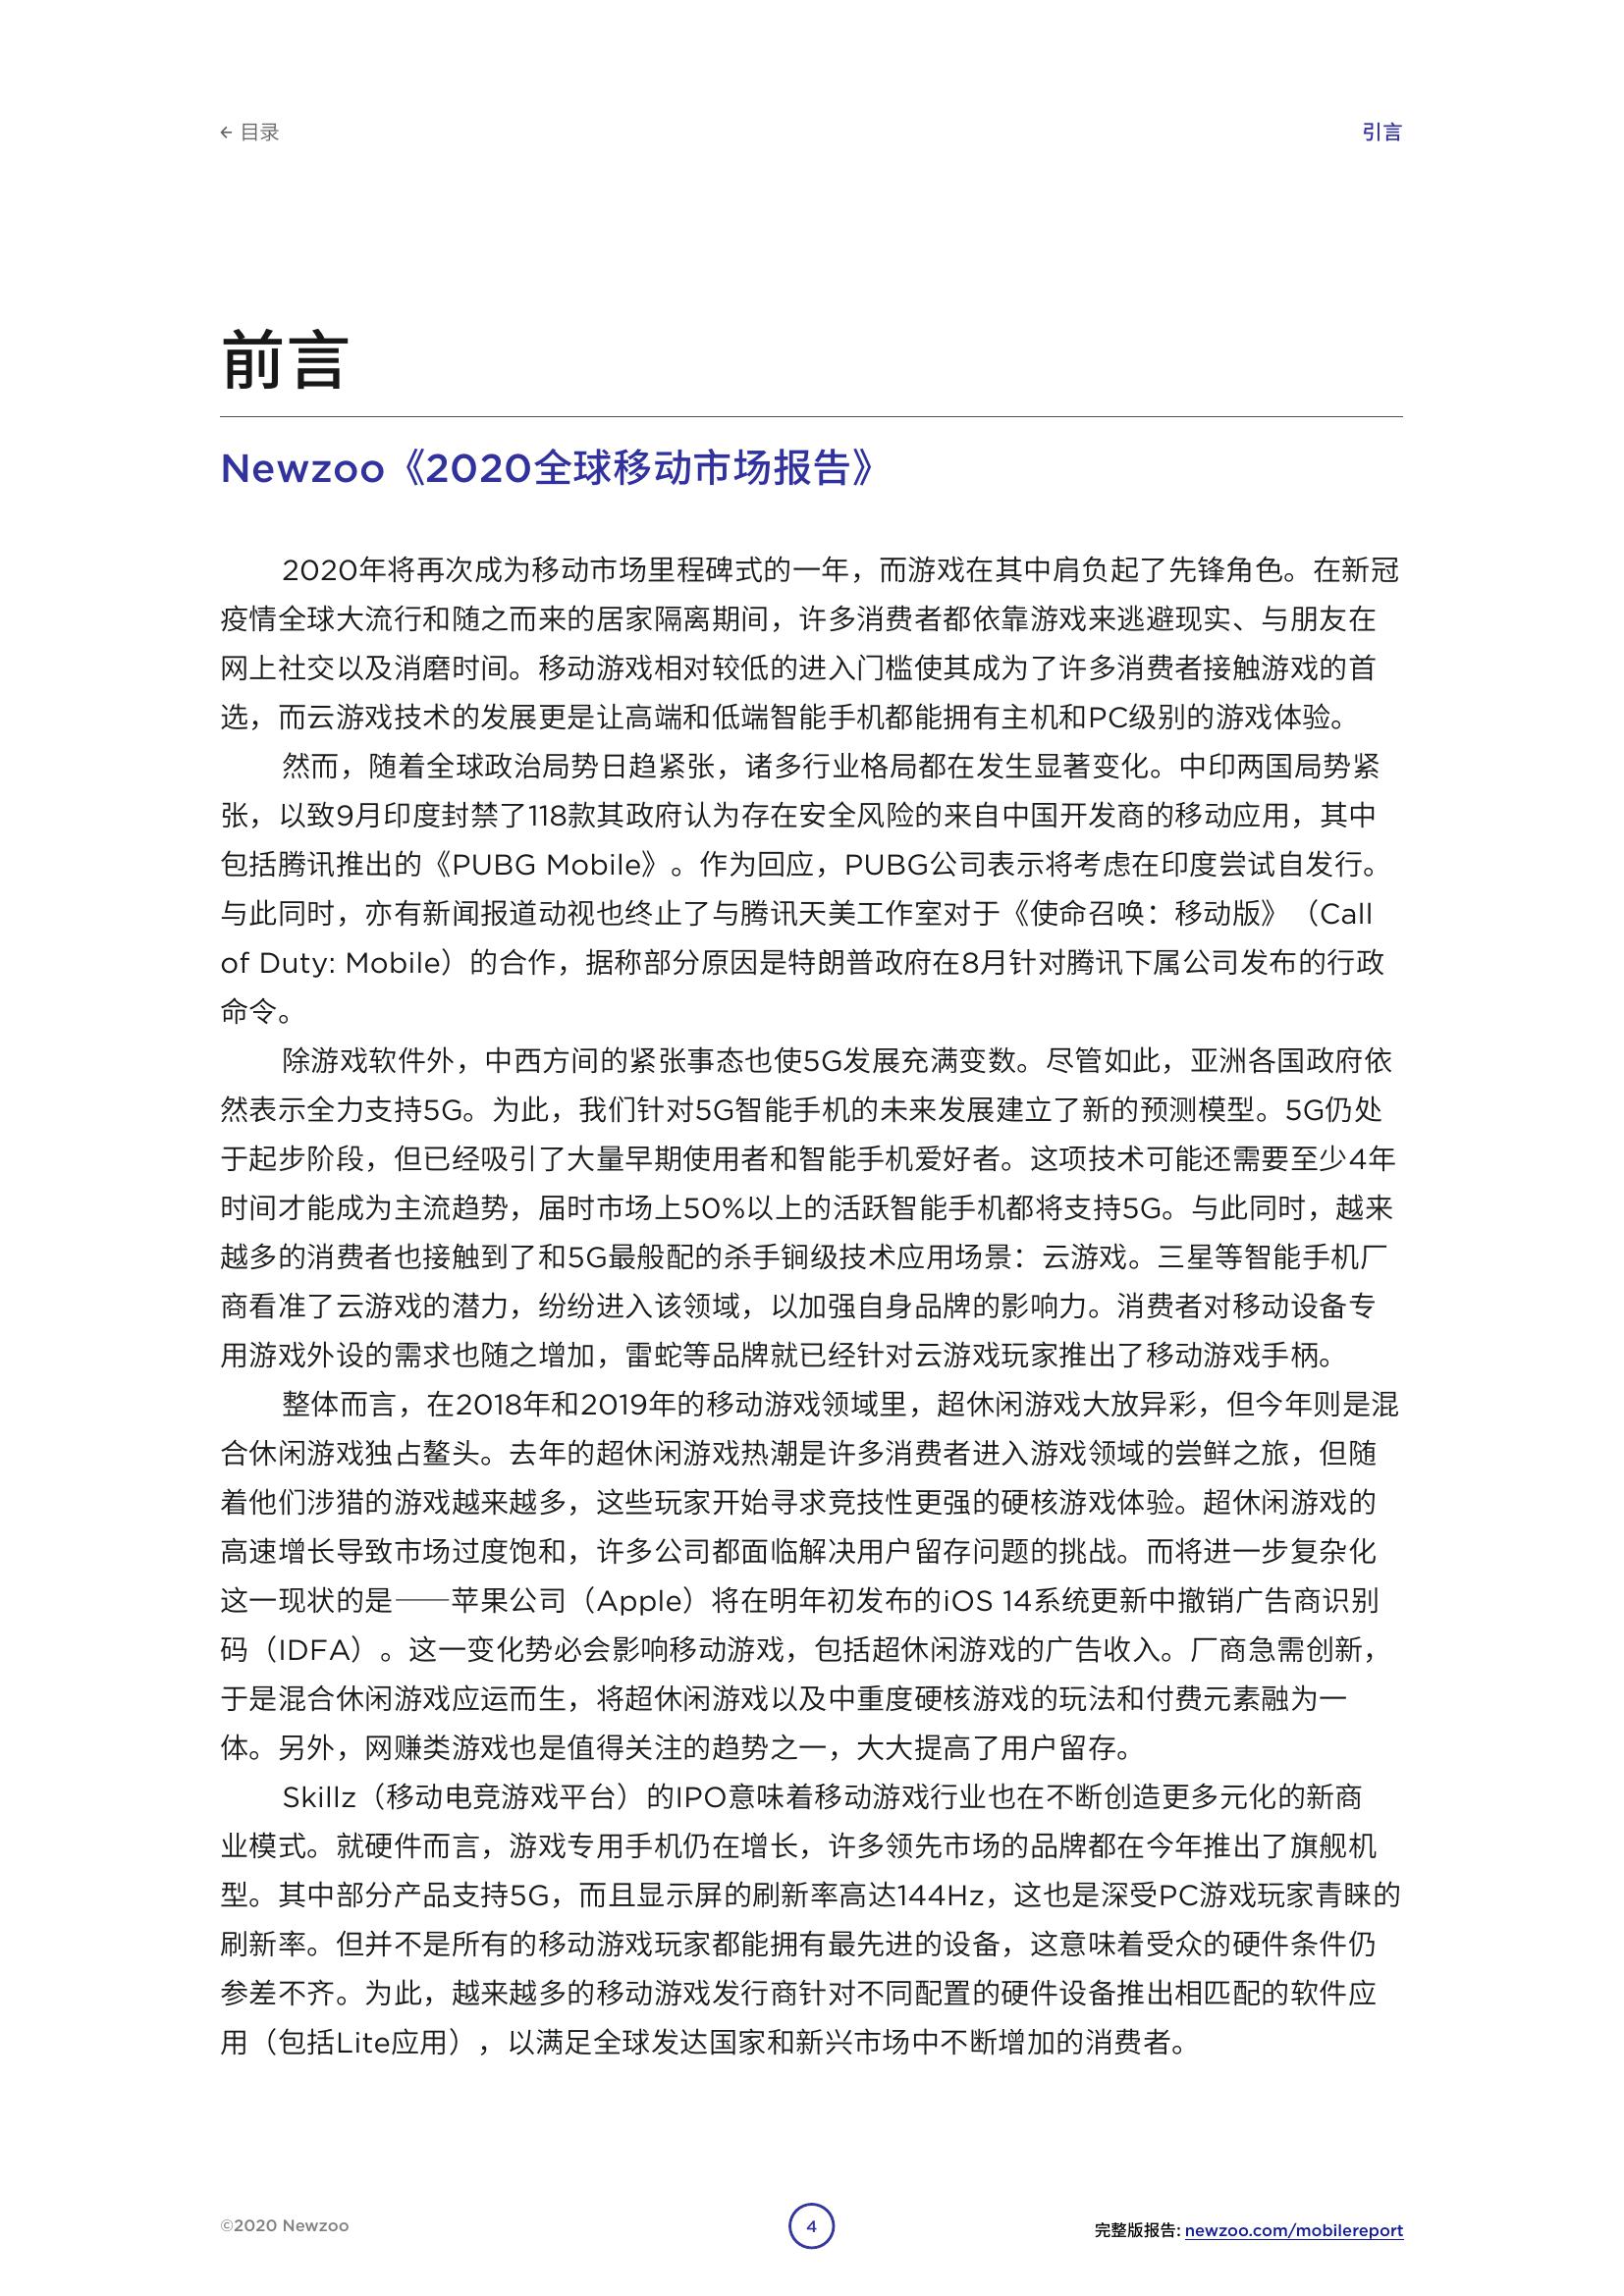 ← 目录
引言
前言
Newzoo《2020全球移动市场报告》
2020年将再次成为移动市场里程碑式的一年，而游戏在其中肩负起了先锋角色。在新冠
疫情全球大流行和随之而来的居家隔离期间，许多消费者都依靠游戏来逃避现实、与朋友在
网上社交以及消磨时间。移动游戏相对较低的进入门槛使其成为了许多消费者接触游戏的首
选，而云游戏技术的发展更是让高端和低端智能手机都能拥有主机和PC级别的游戏体验。
然而，随着全球政治局势日趋紧张，诸多行业格局都在发生显著变化。中印两国局势紧
张，以致9月印度封禁了118款其政府认为存在安全风险的来自中国开发商的移动应用，其中
包括腾讯推出的《PUBG Mobile》。作为回应，PUBG公司表示将考虑在印度尝试自发行。
与此同时，亦有新闻报道动视也终止了与腾讯天美工作室对于《使命召唤：移动版》（Call
of Duty: Mobile）的合作，据称部分原因是特朗普政府在8月针对腾讯下属公司发布的行政
命令。
除游戏软件外，中西方间的紧张事态也使5G发展充满变数。尽管如此，亚洲各国政府依
然表示全力支持5G。为此，我们针对5G智能手机的未来发展建立了新的预测模型。5G仍处
于起步阶段，但已经吸引了大量早期使用者和智能手机爱好者。这项技术可能还需要至少4年
时间才能成为主流趋势，届时市场上50%以上的活跃智能手机都将支持5G。与此同时，越来
越多的消费者也接触到了和5G最般配的杀手锏级技术应用场景：云游戏。三星等智能手机厂
商看准了云游戏的潜力，纷纷进入该领域，以加强自身品牌的影响力。消费者对移动设备专
用游戏外设的需求也随之增加，雷蛇等品牌就已经针对云游戏玩家推出了移动游戏手柄。
整体而言，在2018年和2019年的移动游戏领域里，超休闲游戏大放异彩，但今年则是混
合休闲游戏独占鳌头。去年的超休闲游戏热潮是许多消费者进入游戏领域的尝鲜之旅，但随
着他们涉猎的游戏越来越多，这些玩家开始寻求竞技性更强的硬核游戏体验。超休闲游戏的
高速增长导致市场过度饱和，许多公司都面临解决用户留存问题的挑战。而将进一步复杂化
这一现状的是——苹果公司（Apple）将在明年初发布的iOS 14系统更新中撤销广告商识别
码（IDFA）。这一变化势必会影响移动游戏，包括超休闲游戏的广告收入。厂商急需创新，
于是混合休闲游戏应运而生，将超休闲游戏以及中重度硬核游戏的玩法和付费元素融为一
体。另外，网赚类游戏也是值得关注的趋势之一，大大提高了用户留存。
Skillz（移动电竞游戏平台）的IPO意味着移动游戏行业也在不断创造更多元化的新商
业模式。就硬件而言，游戏专用手机仍在增长，许多领先市场的品牌都在今年推出了旗舰机
型。其中部分产品支持5G，而且显示屏的刷新率高达144Hz，这也是深受PC游戏玩家青睐的
刷新率。但并不是所有的移动游戏玩家都能拥有最先进的设备，这意味着受众的硬件条件仍
参差不齐。为此，越来越多的移动游戏发行商针对不同配置的硬件设备推出相匹配的软件应
用（包括Lite应用），以满足全球发达国家和新兴市场中不断增加的消费者。
©2020 Newzoo
4
完整版报告: newzoo.com/mobilereport